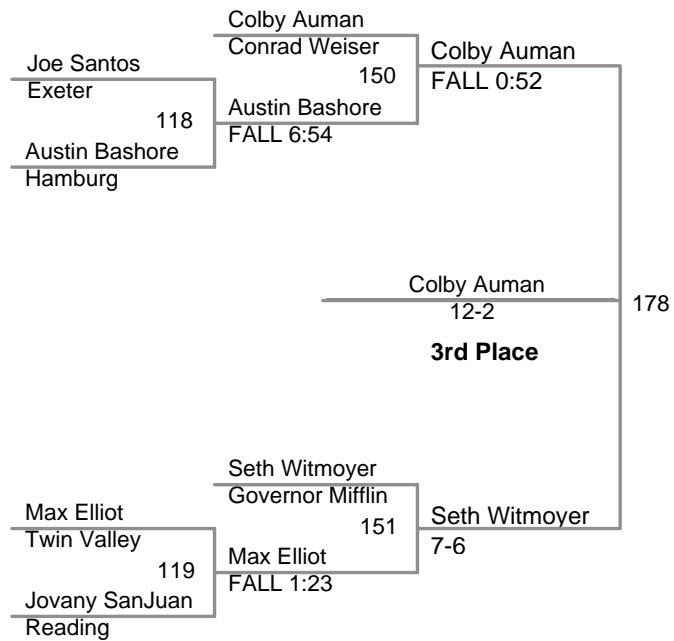 Colby Auman
Conrad Weiser
Joe Santos
Exeter
150
Colby Auman
FALL 0:52
118
Austin Bashore
FALL 6:54
Austin Bashore
Hamburg
Colby Auman
12-2
178
3rd Place
Seth Witmoyer
Governor Mifflin
Max Elliot
Twin Valley
151
Seth Witmoyer
7-6
119
Max Elliot
FALL 1:23
Jovany SanJuan
Reading